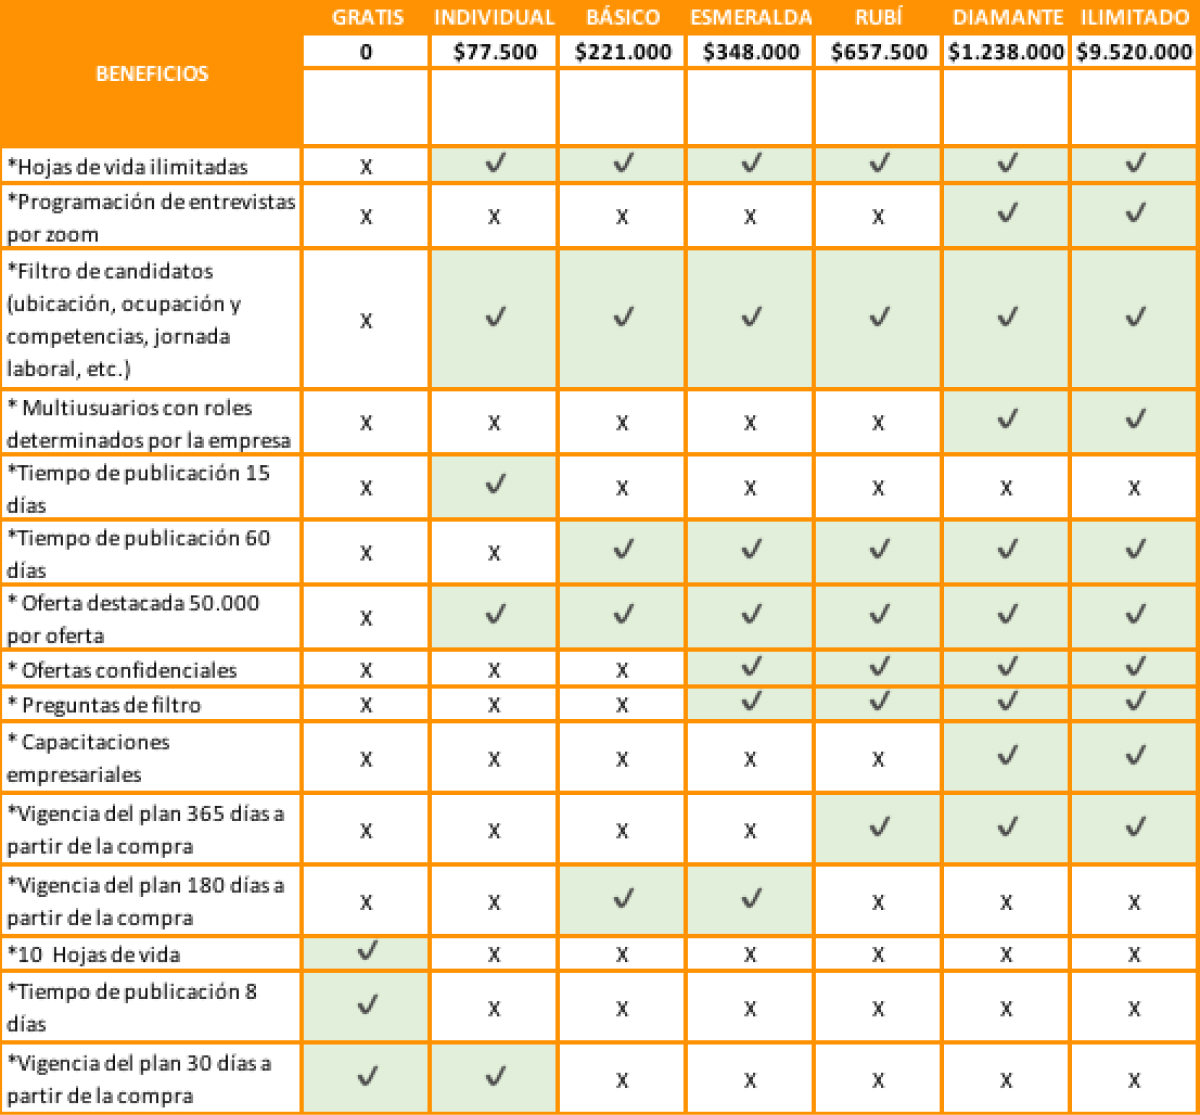 GRATIS INDIVIDUAL BÁSICO ESMERALDA RUBÍ DIAMANTE ILIMITADO
0 $77.500 $221.000 $348.000 $657.500 $1.238.000 $9.520.000
BENEFICIOS
*Hojas de vida ilimitadas X ✓ ✓ ✓ ✓ ✓ ✓
*Programación de entrevistas
por zoom X X X X X ✓ ✓
*Filtro de candidatos
(ubicación, ocupación y
competencias, jornada
laboral, etc.) X ✓ ✓ ✓ ✓ ✓ ✓
* Multiusuarios con roles
determinados por la empresa X X X X X ✓ ✓
*Tiempo de publicación 15
días X ✓ X X X X X
*Tiempo de publicación 60
días X X ✓ ✓ ✓ ✓ ✓
* Oferta destacada 50.000
por oferta X ✓ ✓ ✓ ✓ ✓ ✓
* Ofertas confidenciales X X X ✓ ✓ ✓ ✓
* Preguntas de filtro X X X ✓ ✓ ✓ ✓
* Capacitaciones
empresariales X X X X X ✓ ✓
*Vigencia del plan 365 días a
partir de la compra X X X X ✓ ✓ ✓
*Vigencia del plan 180 días a
partir de la compra X X ✓ ✓ X X X
*10 Hojas de vida ✓ X X X X X X
*Tiempo de publicación 8
días ✓ X X X X X X
*Vigencia del plan 30 días a
partir de la compra ✓ ✓ X X X X X